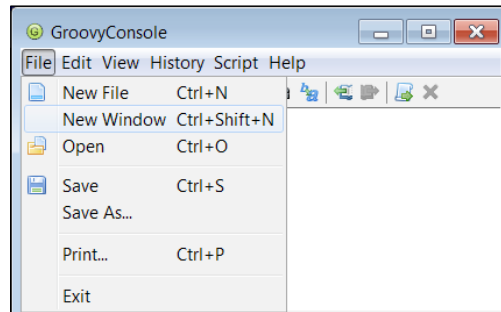 GroovyConsole
File Edit View History Script Help
New File Ctrl+N
New Window Ctrl+Shift+N
Open Ctrl+O
Save Ctrl+S
Save As...
Print... Ctrl+P
Exit